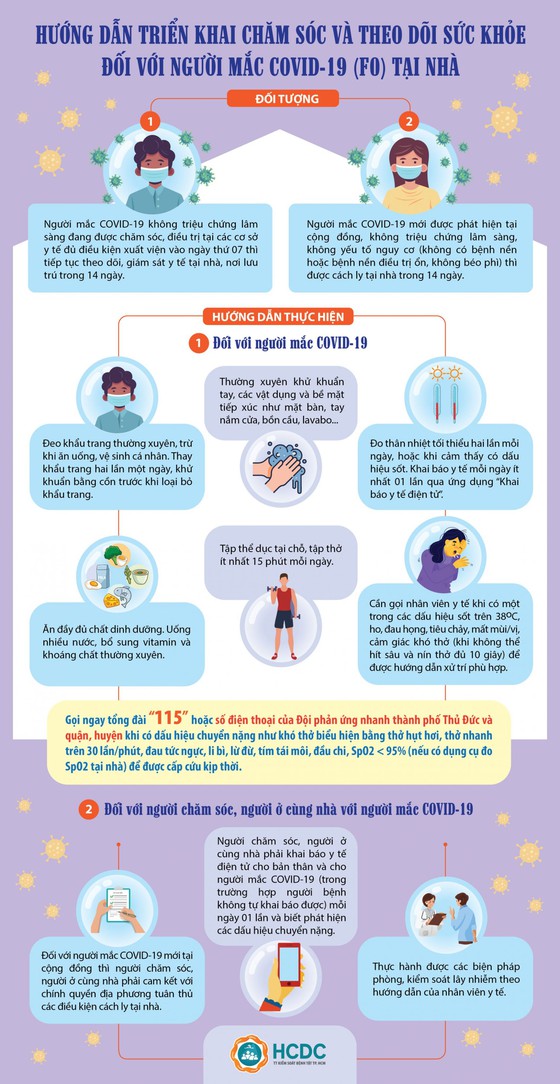 HƯỚNG DẪN TRIỂN KHAI CHĂM SÓC VÀ THEO DÕI SỨC KHỎE
ĐỐI VỚI NGƯỜI MẮC COVID-19 (F0) TẠI NHÀ
ĐỐI TƯỢNG
1
2
Người mắc COVID-19 không triệu chứng lâm
sàng đang được chăm sóc, điều trị tại các cơ sở
y tế đủ điều kiện xuất viện vào ngày thứ 07 thì
tiếp tục theo dõi, giám sát y tế tại nhà, nơi lưu
trú trong 14 ngày.
Người mắc COVID-19 mới được phát hiện tại
cộng đồng, không triệu chứng lâm sàng,
không yếu tố nguy cơ (không có bệnh nền
hoặc bệnh nền điều trị ổn, không béo phì) thì
được cách ly tại nhà trong 14 ngày.
HƯỚNG DẪN THỰC HIỆN
1 Đối với người mắc COVID-19
Đeo khẩu trang thường xuyên, trừ
khi ăn uống, vệ sinh cá nhân. Thay
khẩu trang hai lần một ngày, khử
khuẩn bằng cồn trước khi loại bỏ
khẩu trang.
Thường xuyên khử khuẩn
tay, các vật dụng và bề mặt
tiếp xúc như mặt bàn, tay
nắm cửa, bồn cầu, lavabo...
Đo thân nhiệt tối thiểu hai lần mỗi
ngày, hoặc khi cảm thấy có dấu
hiệu sốt. Khai báo y tế mỗi ngày ít
nhất 01 lần qua ứng dụng “Khai
báo y tế điện tử”.
Ăn đầy đủ chất dinh dưỡng. Uống
nhiều nước, bổ sung vitamin và
khoáng chất thường xuyên.
Tập thể dục tại chỗ, tập thở
ít nhất 15 phút mỗi ngày.
Cần gọi nhân viên y tế khi có một
trong các dấu hiệu sốt trên 38ºC,
ho, đau họng, tiêu chảy, mất mùi/vị,
cảm giác khó thở (khi không thể
hít sâu và nín thở đủ 10 giây) để
được hướng dẫn xử trí phù hợp.
Gọi ngay tổng đài “115” hoặc số điện thoại của Đội phản ứng nhanh thành phố Thủ Đức và
quận, huyện khi có dấu hiệu chuyển nặng như khó thở biểu hiện bằng thở hụt hơi, thở nhanh
trên 30 lần/phút, đau tức ngực, li bì, lừ đừ, tím tái môi, đầu chi, SpO2 < 95% (nếu có dụng cụ đo
SpO2 tại nhà) để được cấp cứu kịp thời.
2 Đối với người chăm sóc, người ở cùng nhà với người mắc COVID-19
Đối với người mắc COVID-19 mới tại
cộng đồng thì người chăm sóc,
người ở cùng nhà phải cam kết với
chính quyền địa phương tuân thủ
các điều kiện cách ly tại nhà.
Người chăm sóc, người ở
cùng nhà phải khai báo y tế
điện tử cho bản thân và cho
người mắc COVID-19 (trong
trường hợp người bệnh
không tự khai báo được) mỗi
ngày 01 lần và biết phát hiện
các dấu hiệu chuyển nặng.
Thực hành được các biện pháp
phòng, kiểm soát lây nhiễm theo
hướng dẫn của nhân viên y tế.
HCDC
TT KIỂM SOÁT BỆNH TẬT TP. HCM